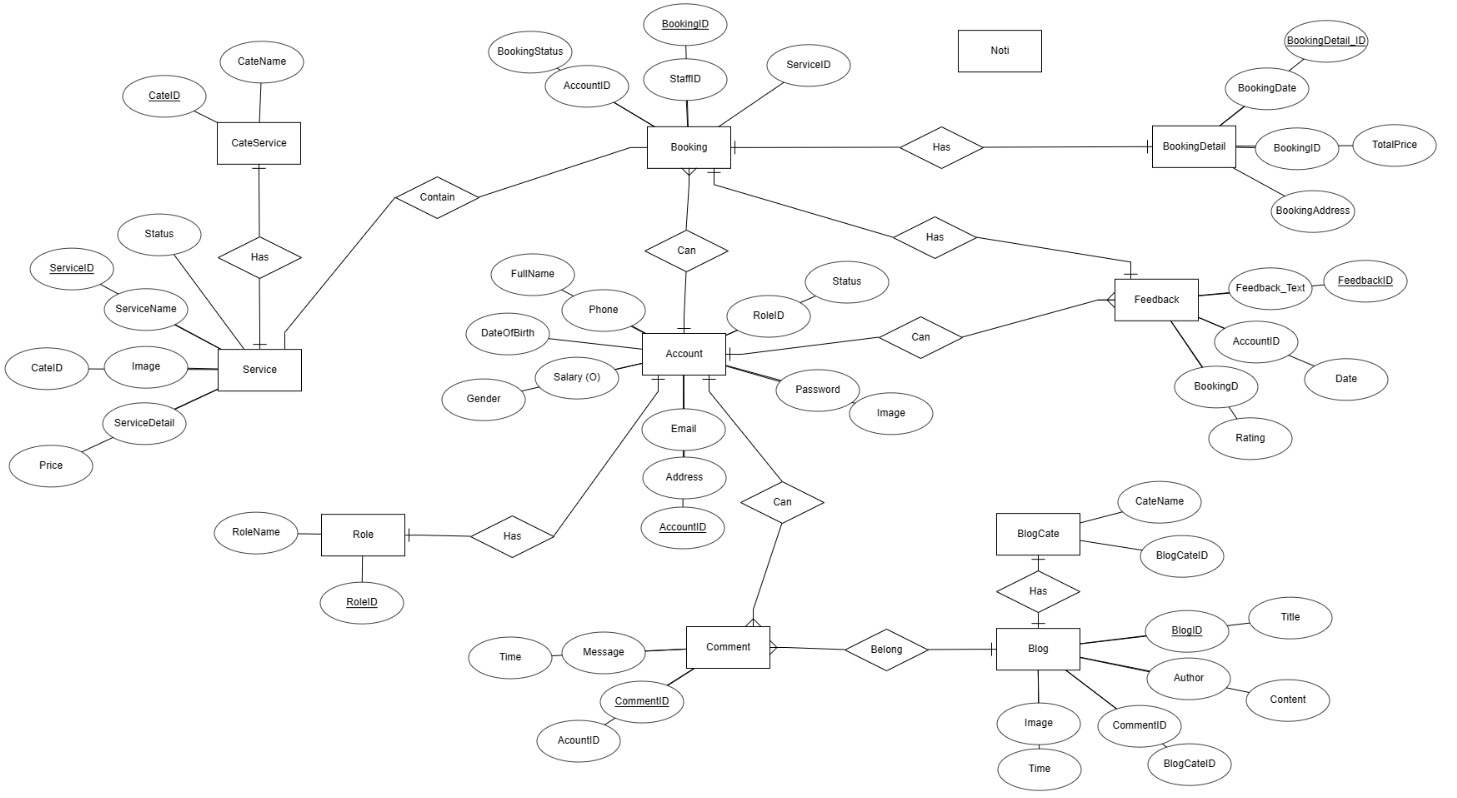 BookingID
BookingStatus
StaffID
ServiceID
AccountID
Noti
BookingDetail_ID
BookingDate
CateName
CateID
CateService
Booking
Has
BookingDetail
BookingID
TotalPrice
BookingAddress
Contain
Status
Has
ServiceID
ServiceName
CateID
Image
Service
ServiceDetail
Price
Can
Has
FullName
Phone
DateOfBirth
Salary (O)
Gender
Account
RoleID
Status
Password
Image
Email
Address
AccountID
Can
Feedback
Feedback_Text
FeedbackID
AccountID
Date
BookingD
Rating
RoleName
Role
RoleID
Has
Can
CateName
BlogCate
BlogCateID
Has
Time
Message
Comment
CommentID
AcountID
Belong
Blog
BlogID
Title
Author
Content
Image
CommentID
Time
BlogCateID